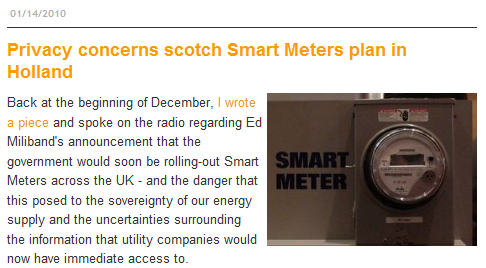 01/14/2010
Privacy concerns scotch Smart Meters plan in
Holland
Back at the beginning of December, I wrote
a piece and spoke on the radio regarding Ed
Miliband's announcement that the
government would soon be rolling-out Smart
Meters across the UK - and the danger that
this posed to the sovereignty of our energy
supply and the uncertainties surrounding
the information that utility companies would
now have immediate access to.
SMART
METER